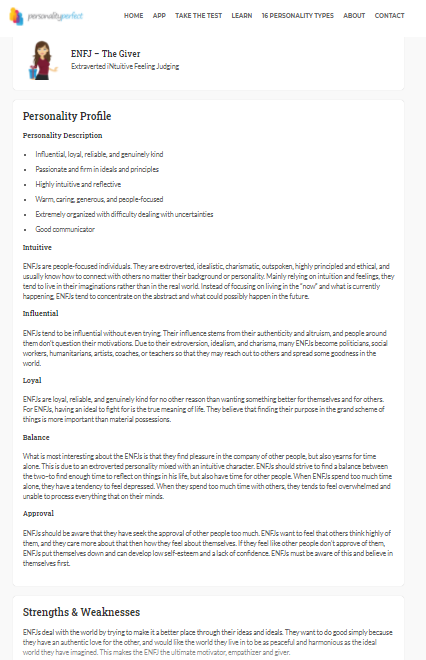 personalityperfect
HOME APP TAKE THE TEST LEARN 16 PERSONALITY TYPES ABOUT CONTACT
ENFJ – The Giver
Extraverted iNtuitive Feeling Judging
Personality Profile
Personality Description
• Influential, loyal, reliable, and genuinely kind
• Passionate and firm in ideals and principles
• Highly intuitive and reflective
• Warm, caring, generous, and people-focused
• Extremely organized with difficulty dealing with uncertainties
• Good communicator
Intuitive
ENFJs are people-focused individuals. They are extroverted, idealistic, charismatic, outspoken, highly principled and ethical, and
usually know how to connect with others no matter their background or personality. Mainly relying on intuition and feelings, they
tend to live in their imaginations rather than in the real world. Instead of focusing on living in the "now" and what is currently
happening, ENFJs tend to concentrate on the abstract and what could possibly happen in the future.
Influential
ENFJs tend to be influential without even trying. Their influence stems from their authenticity and altruism, and people around
them don't question their motivations. Due to their extroversion, idealism, and charisma, many ENFJs become politicians, social
workers, humanitarians, artists, coaches, or teachers so that they may reach out to others and spread some goodness in the
world.
Loyal
ENFJs are loyal, reliable, and genuinely kind for no other reason than wanting something better for themselves and for others.
For ENFJs, having an ideal to fight for is the true meaning of life. They believe that finding their purpose in the grand scheme of
things is more important than material possessions.
Balance
What is most interesting about the ENFJs is that they find pleasure in the company of other people, but also yearns for time
alone. This is due to an extroverted personality mixed with an intuitive character. ENFJs should strive to find a balance between
the two–to find enough time to reflect on things in his life, but also have time for other people. When ENFJs spend too much time
alone, they have a tendency to feel depressed. When they spend too much time with others, they tends to feel overwhelmed and
unable to process everything that on their minds.
Approval
ENFJs should be aware that they have seek the approval of other people too much. ENFJs want to feel that others think highly of
them, and they care more about that then how they feel about themselves. If they feel like other people don't approve of them,
ENFJs put themselves down and can develop low self-esteem and a lack of confidence. ENFJs must be aware of this and believe in
themselves first.
Strengths & Weaknesses
ENFJs deal with the world by trying to make it a better place through their ideas and ideals. They want to do good simply because
they have an authentic love for the other, and would like the world they live in to be as peaceful and harmonious as the ideal
world they have imagined. This makes the ENFJ the ultimate motivator, empathizer and giver.